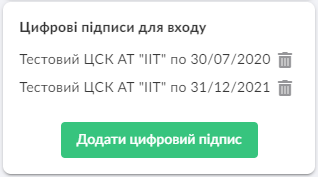 Цифрові підписи для входу
Тестовий ЦСК АТ "ІІТ" по 30/07/2020
Тестовий ЦСК АТ "ІІТ" по 31/12/2021
Додати цифровий підпис